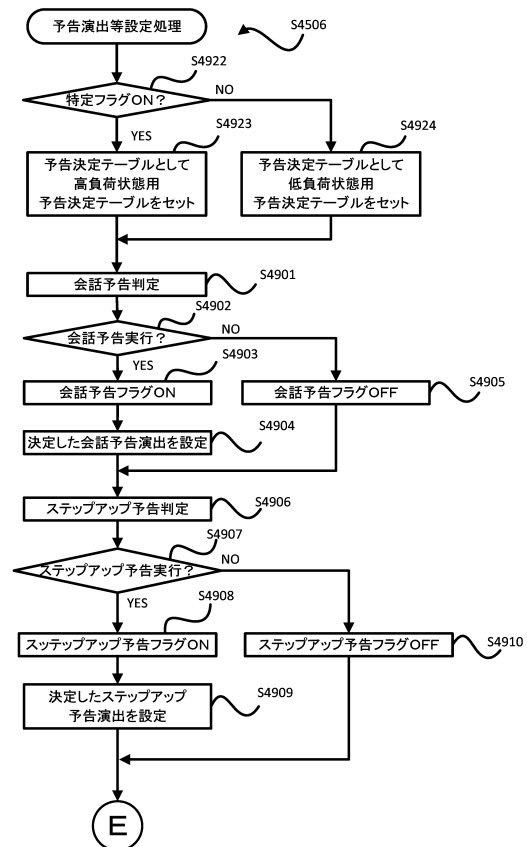 予告演出等設定処理
S4506
S4922
特定フラグON？
NO
YES
S4923
S4924
予告決定テーブルとして
高負荷状態用
予告決定テーブルをセット
予告決定テーブルとして
低負荷状態用
予告決定テーブルをセット
会話予告判定
S4901
S4902
会話予告実行？
NO
YES
S4903
会話予告フラグON
会話予告フラグOFF
S4905
決定した会話予告演出を設定
S4904
ステップアップ予告判定
S4906
S4907
ステップアップ予告実行？
NO
YES
S4908
スッテップアップ予告フラグON
ステップアップ予告フラグOFF
S4910
決定したステップアップ
予告演出を設定
S4909
E